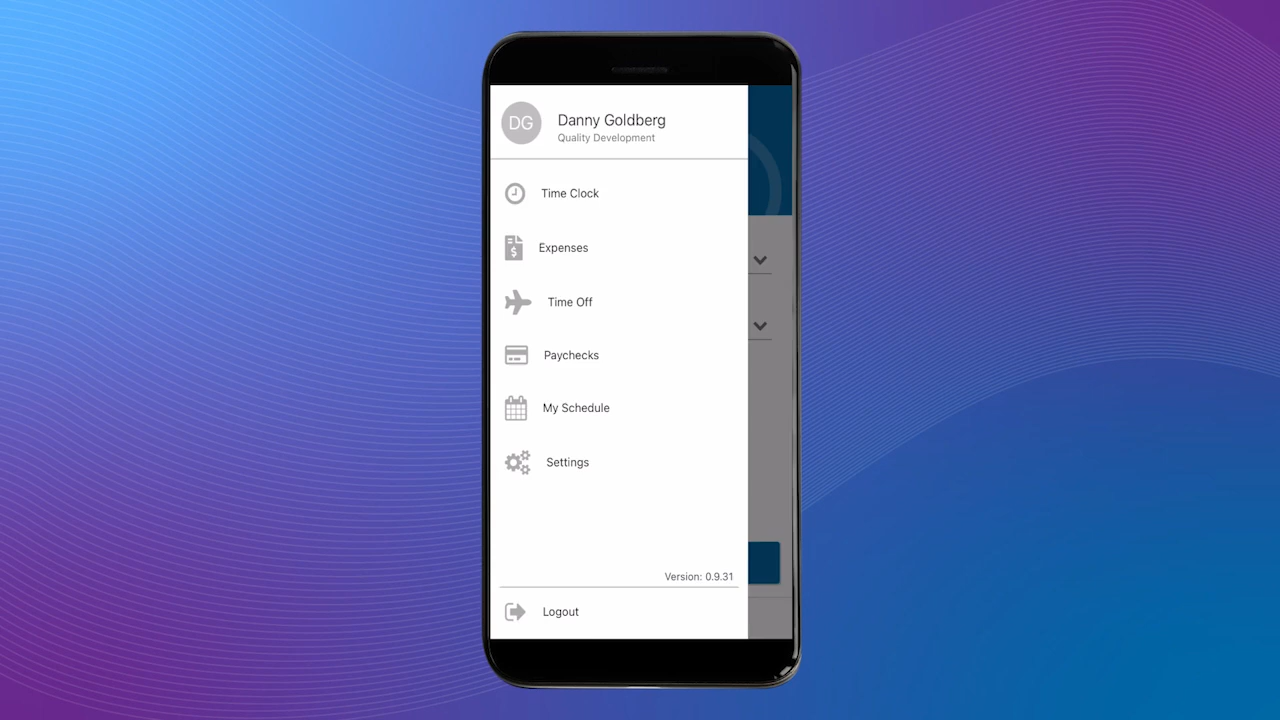 DG
Danny Goldberg
Quality Development
Time Clock
Expenses
$
Time Off
Paychecks
My Schedule
Settings
Version: 0.9.31
Logout